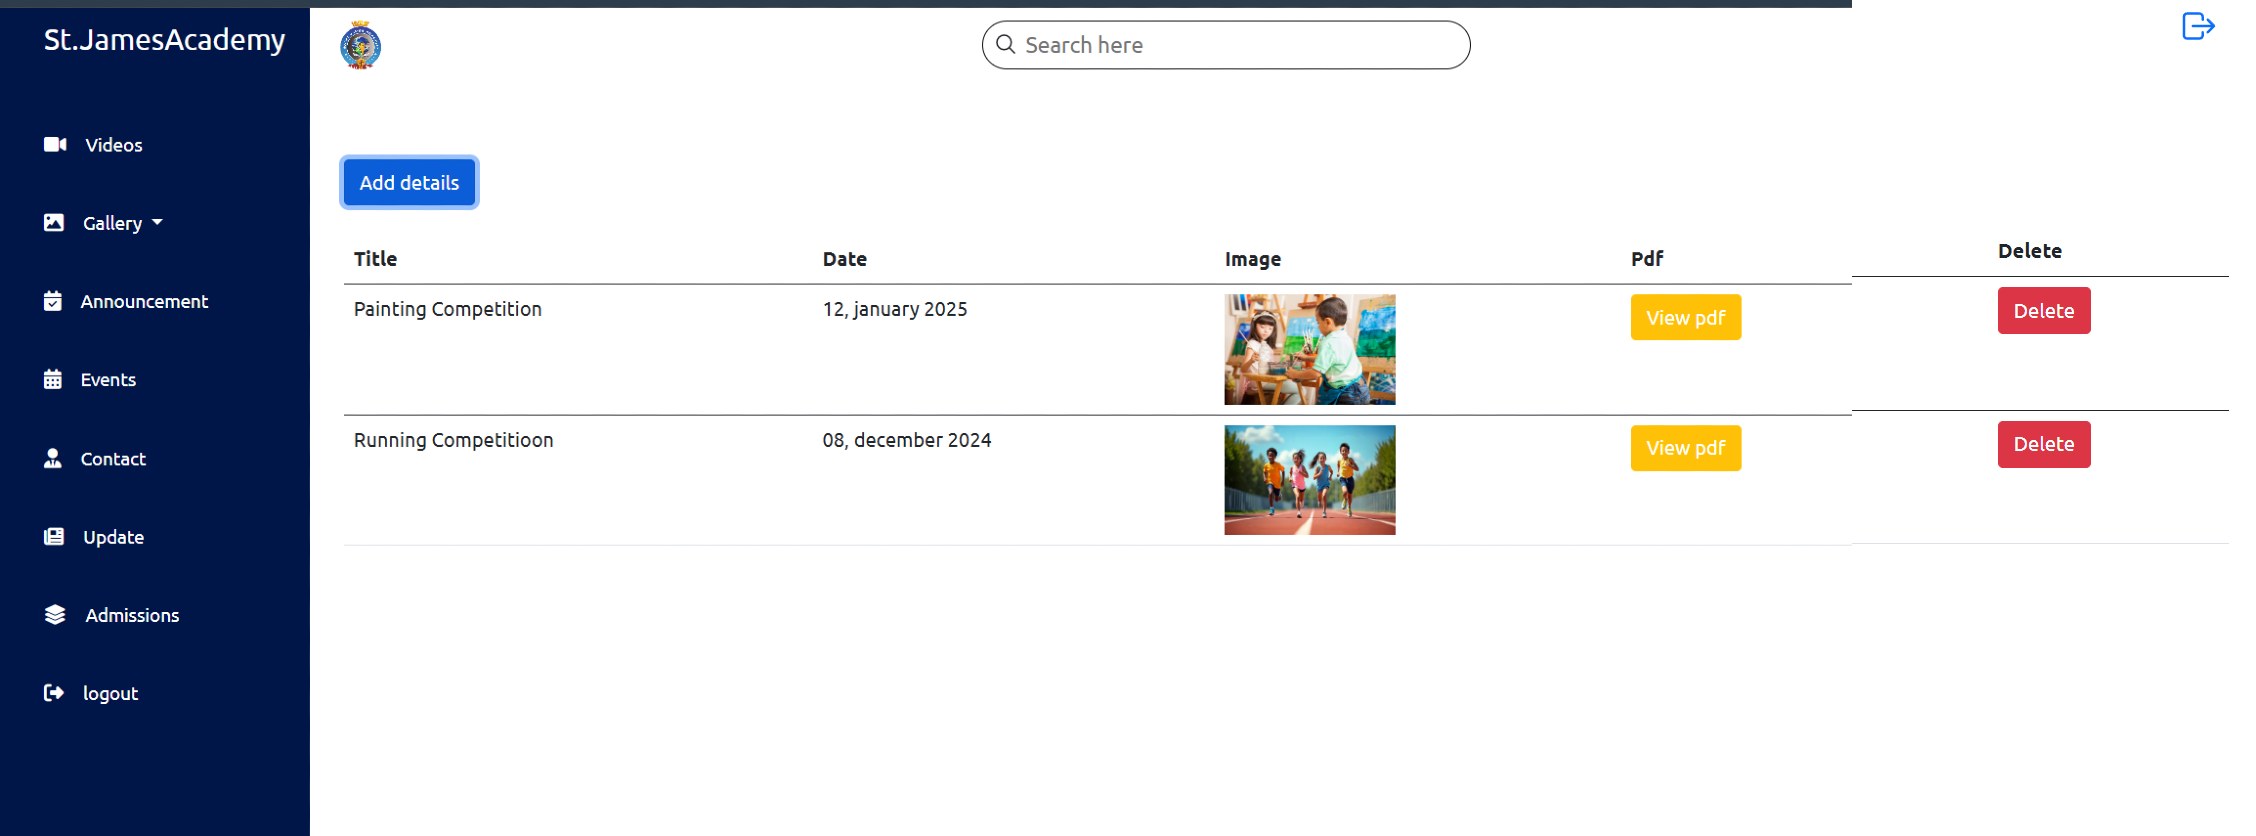 St.JamesAcademy
Search here
Videos
Gallery
Announcement
Events
Contact
Update
Admissions
logout
Add details
Title Date Image Pdf Delete
Painting Competition 12, january 2025 View pdf Delete
Running Competitioon 08, december 2024 View pdf Delete